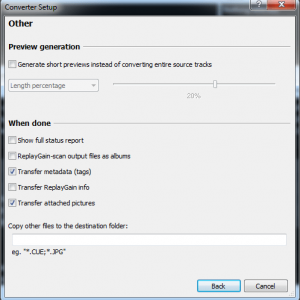 Converter Setup
Other
Preview generation
Generate short previews instead of converting entire source tracks
Length percentage
20%
When done
Show full status report
ReplayGain-scan output files as albums
Transfer metadata (tags)
Transfer ReplayGain info
Transfer attached pictures
Copy other files to the destination folder:
eg. "*.CUE;*.JPG"
Back
Cancel